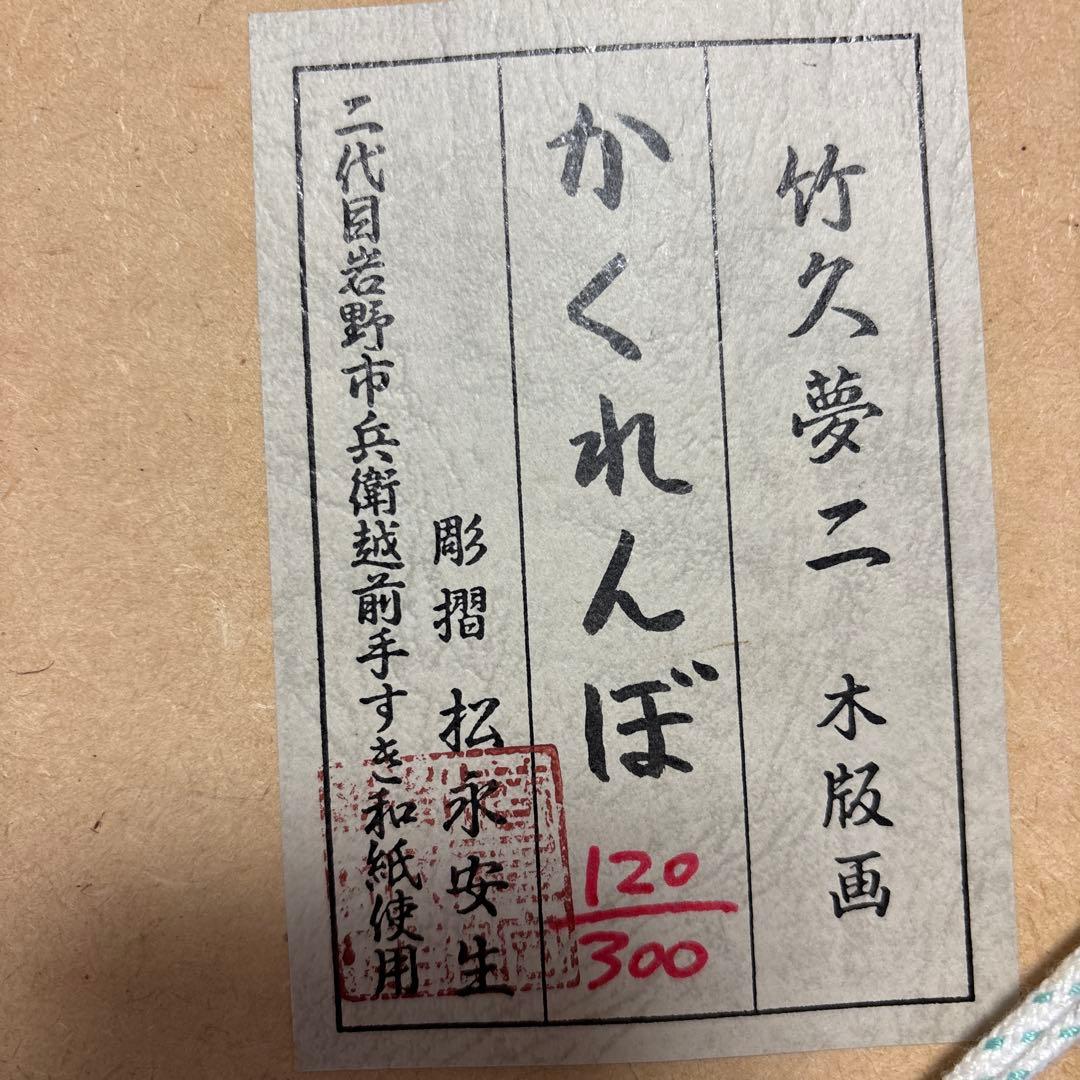 竹久夢二 木版画
かくれんぼ
120
300
彫摺 松永安生
二代目岩野市兵衛越前手すき和紙使用